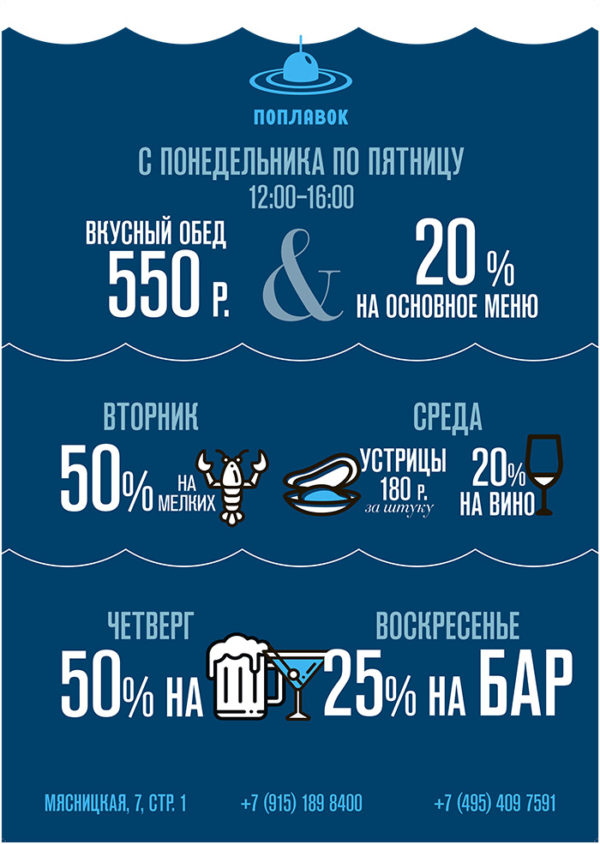 ПОПЛАВОК
С ПОНЕДЕЛЬНИКА ПО ПЯТНИЦУ
12:00–16:00
ВКУСНЫЙ ОБЕД
550 Р.
&
20 %
НА ОСНОВНОЕ МЕНЮ
ВТОРНИК
50% НА
МЕЛКИХ
СРЕДА
УСТРИЦЫ
180 Р.
за штуку
20%
НА ВИНО
ЧЕТВЕРГ
50% НА
ВОСКРЕСЕНЬЕ
25% НА БАР
МЯСНИЦКАЯ, 7, СТР. 1
+7 (915) 189 8400
+7 (495) 409 7591